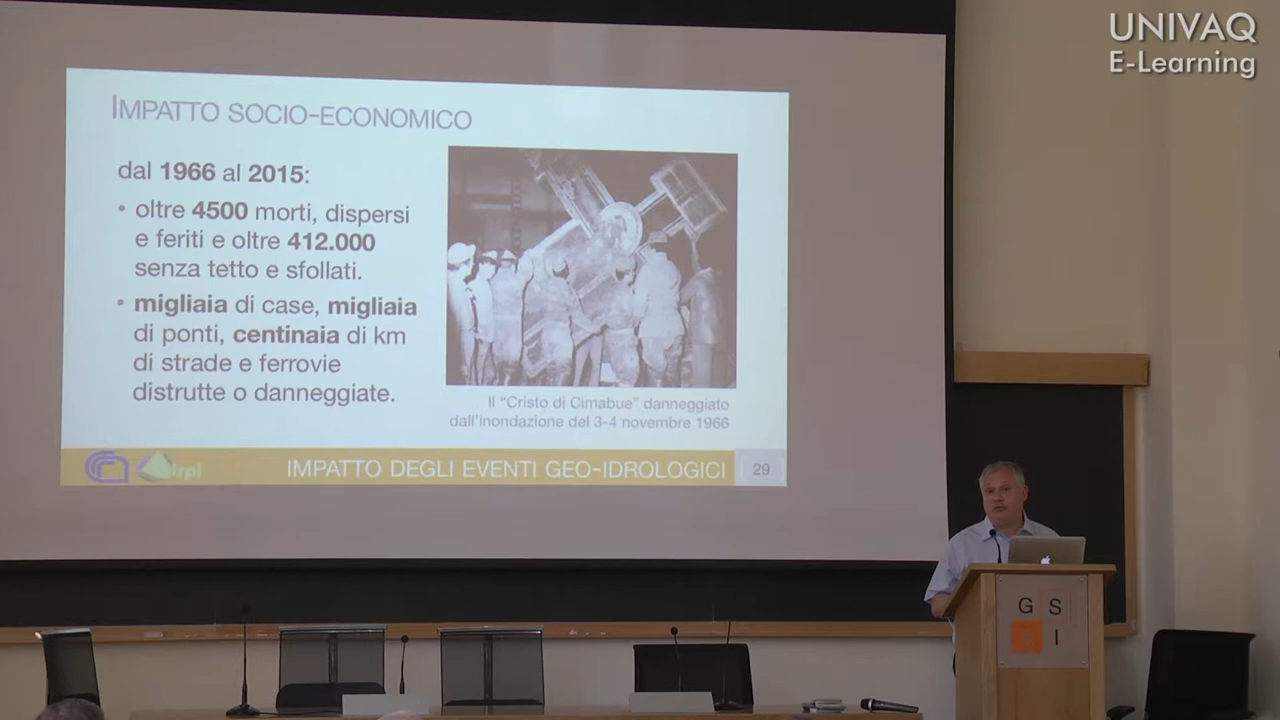 UNIVAQ
E-Learning
IMPATTO SOCIO-ECONOMICO
dal 1966 al 2015:
• oltre 4500 morti, dispersi
e feriti e oltre 412.000
senza tetto e sfollati.
• migliaia di case, migliaia
di ponti, centinaia di km
di strade e ferrovie
distrutte o danneggiate.
Il “Cristo di Cimabue” danneggiato
dall’inondazione del 3-4 novembre 1966
irpi
IMPATTO DEGLI EVENTI GEO-IDROLOGICI
29
G S
S I